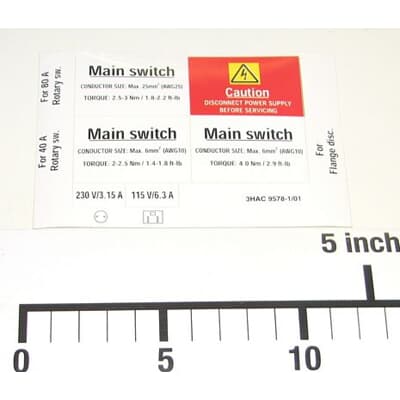 For 80 A
Rotary sw.
Main switch
CONDUCTOR SIZE: Max. 25mm² (AWG25)
TORQUE: 2.5-3 Nm / 1.8-2.2 ft-lb
Caution
DISCONNECT POWER SUPPLY
BEFORE SERVICING
For 40 A
Rotary sw.
Main switch
CONDUCTOR SIZE: Max. 6mm² (AWG10)
TORQUE: 2-2.5 Nm / 1.4-1.8 ft-lb
Main switch
CONDUCTOR SIZE: Max. 6mm² (AWG10)
TORQUE: 4.0 Nm / 2.9 ft-lb
For
Flange disc.
230 V/3.15 A
115 V/6.3 A
3HAC 9578-1/01
5 inch
0
5
10